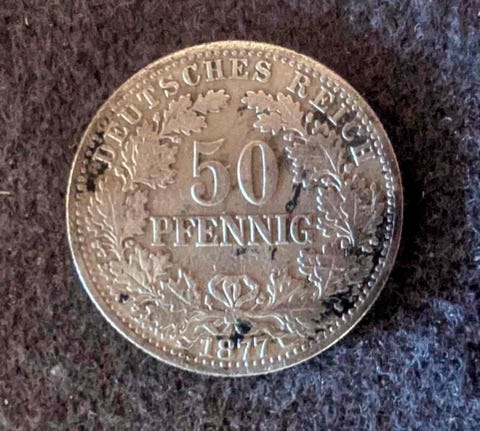 DEUTSCHES REICH
50
PFENNIG
1877